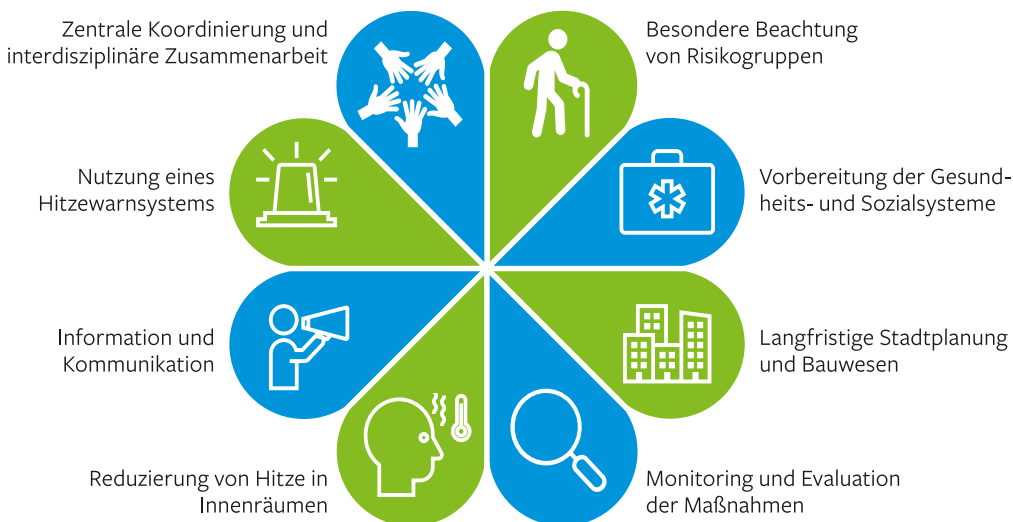 Zentrale Koordinierung und
interdisziplinäre Zusammenarbeit
Besondere Beachtung
von Risikogruppen
Nutzung eines
Hitzewarnsystems
Vorbereitung der Gesund-
heits- und Sozialsysteme
Information und
Kommunikation
Langfristige Stadtplanung
und Bauwesen
Reduzierung von Hitze in
Innenräumen
Monitoring und Evaluation
der Maßnahmen